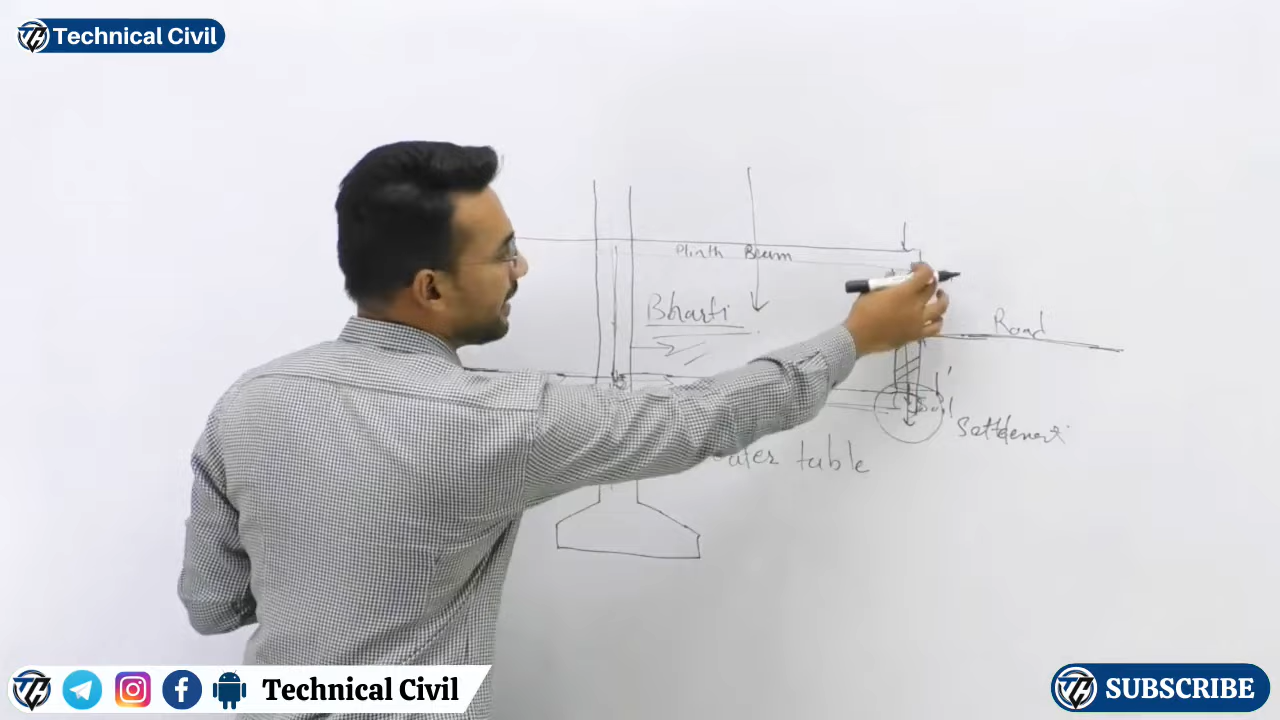 Technical Civil
Plinth Beam
Bharti
Road
Settlement
table
Technical Civil
SUBSCRIBE